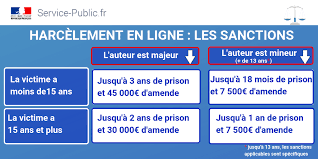 Service-Public.fr
HARCÈLEMENT EN LIGNE : LES SANCTIONS
L'auteur est majeur
L'auteur est mineur
(+ de 13 ans )
La victime a
moins de15 ans
Jusqu'à 3 ans de prison
et 45 000€ d'amende
Jusqu'à 18 mois de prison
et 7 500€ d'amende
La victime a
15 ans et plus
Jusqu'à 2 ans de prison
et 30 000€ d'amende
Jusqu'à 1 an de prison
et 7 500€ d'amende
Jusqu'à 13 ans, les sanctions
applicables sont spécifiques